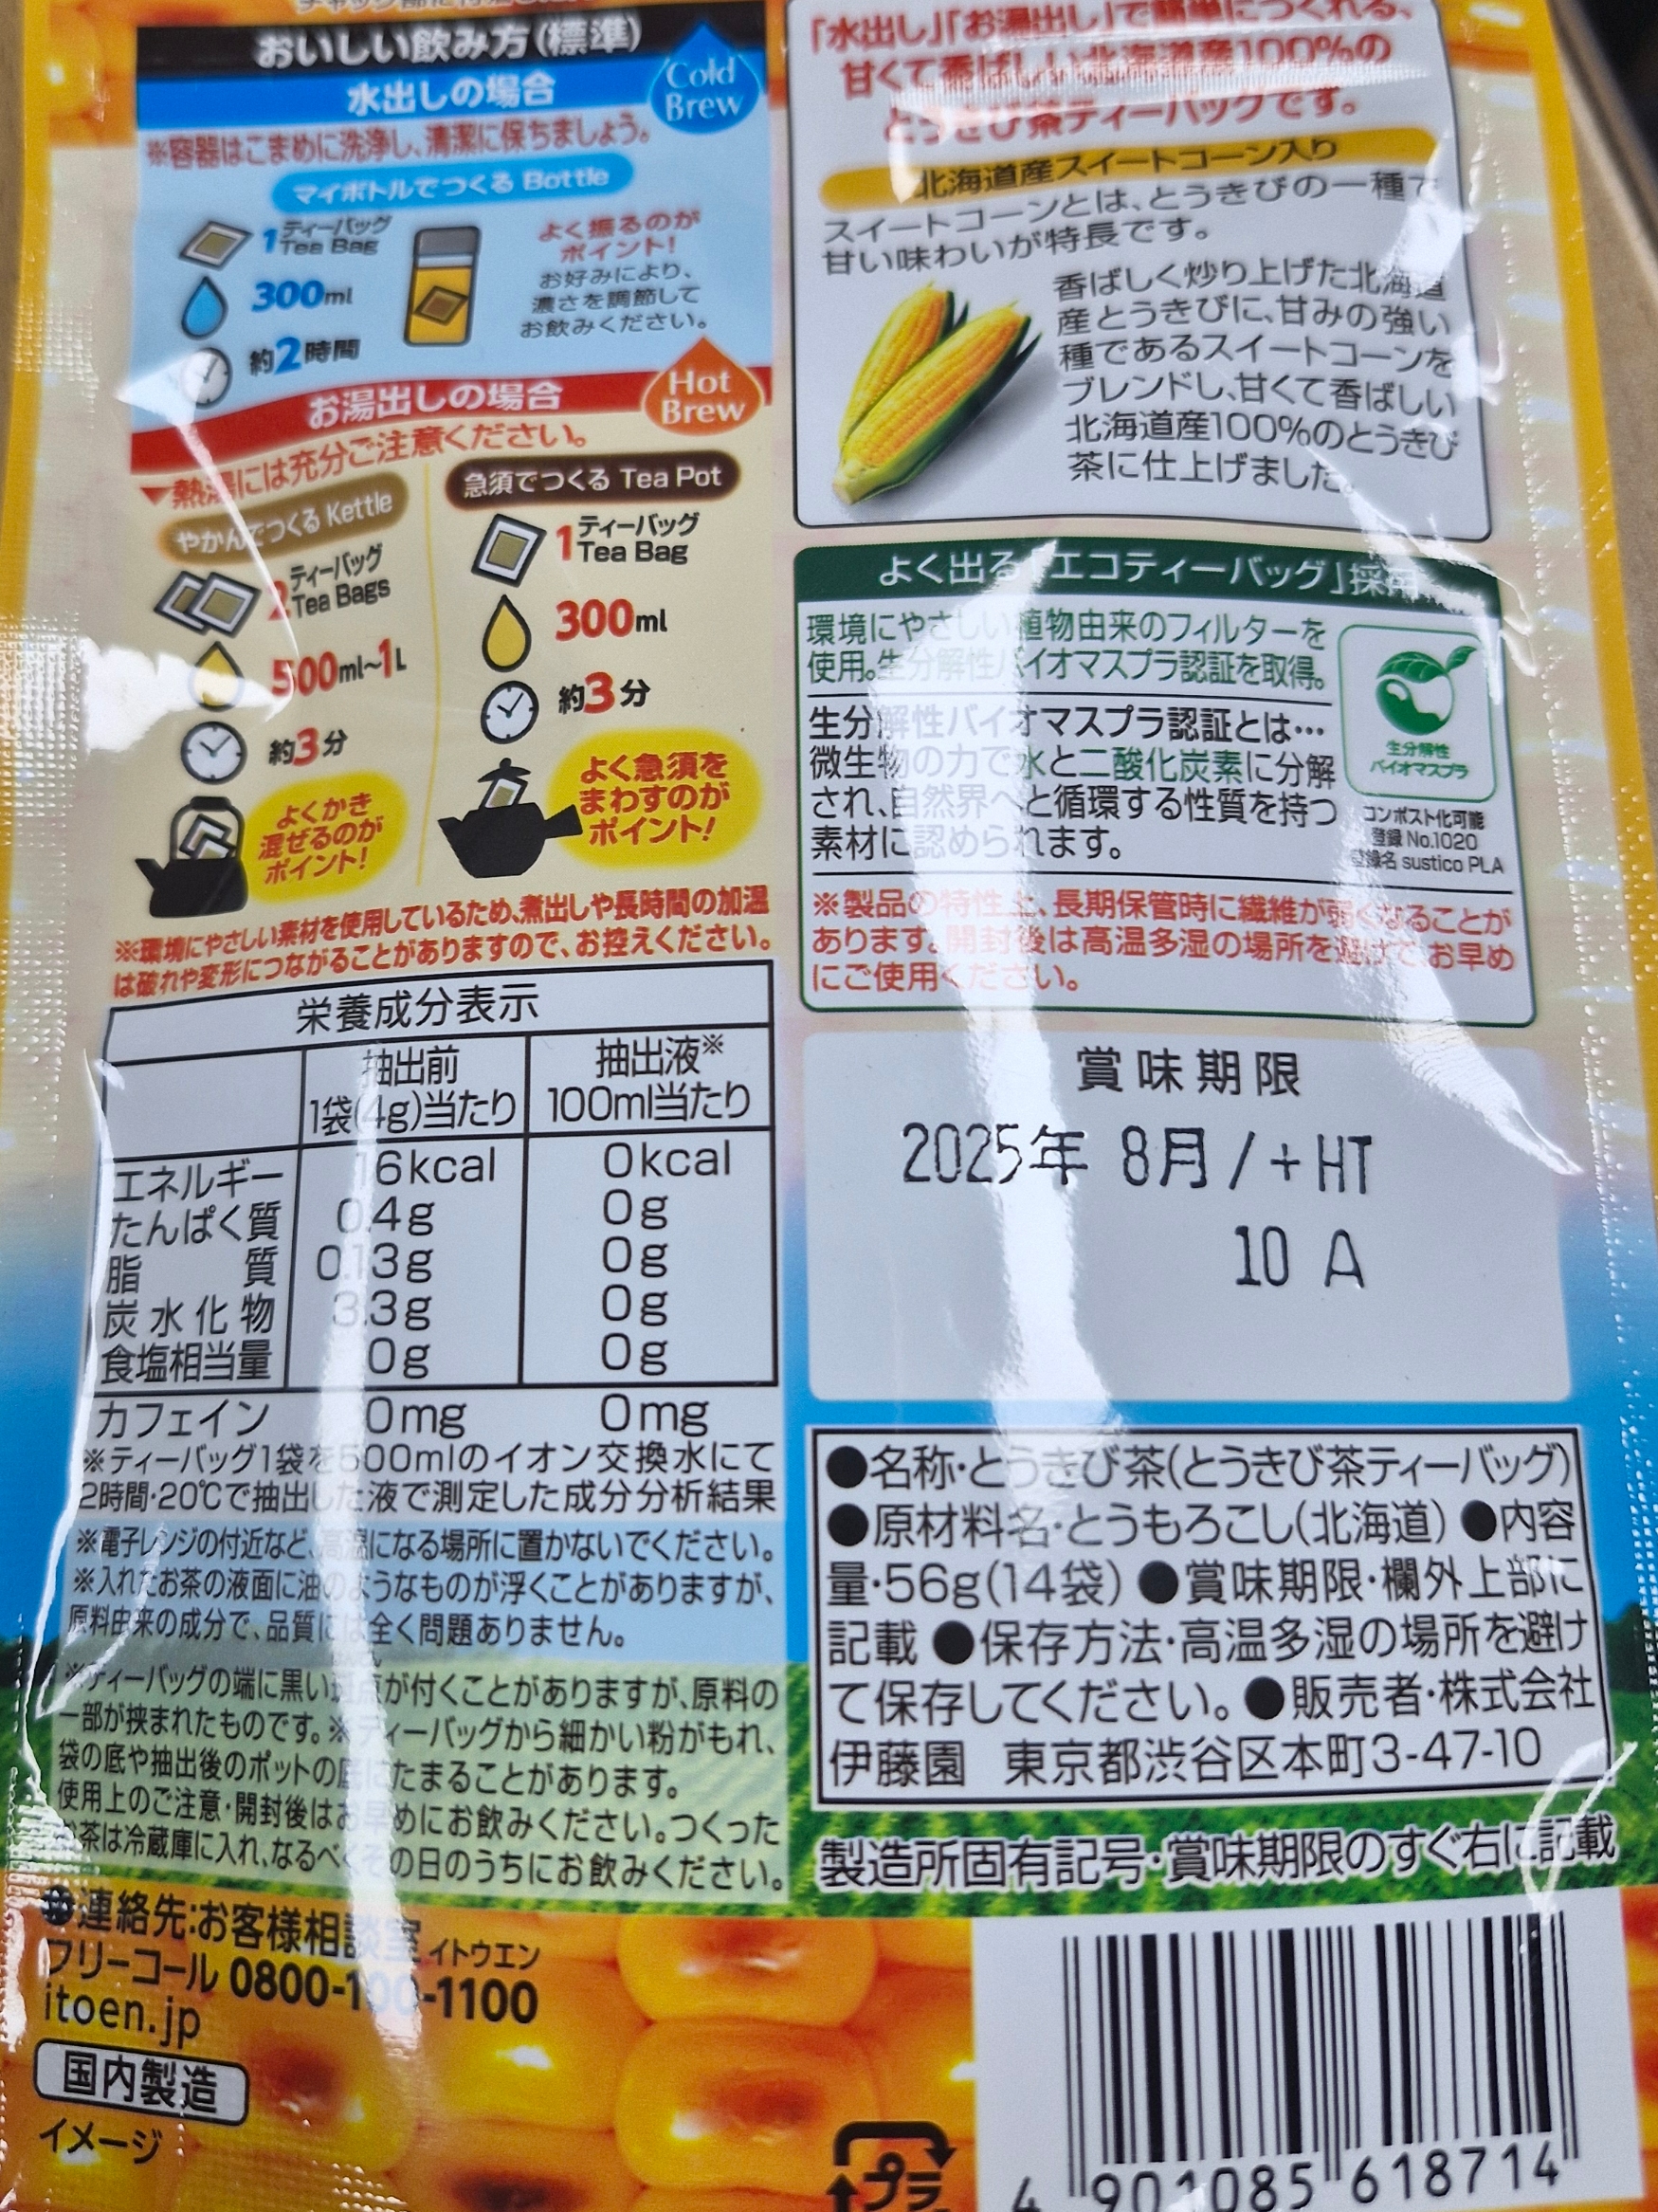 おいしい飲み方(標準)
水出しの場合
Cold
Brew
※容器はこまめに洗浄し、清潔に保ちましょう。
マイボトルでつくる Bottle
1 ティーバッグ
Tea Bag
300ml
約2時間
よく振るのが
ポイント!
お好みにより、
濃さを調節して
お飲みください。
お湯出しの場合
Hot
Brew
▼熱湯には充分ご注意ください。
やかんでつくる Kettle
2 ティーバッグ
Tea Bags
500ml~1L
約3分
よくかき
混ぜるのが
ポイント!
急須でつくる Tea Pot
1 ティーバッグ
Tea Bag
300ml
約3分
よく急須を
まわすのが
ポイント!
※環境にやさしい素材を使用しているため、煮出しや長時間の加温
は破れや変形につながることがありますので、お控えください。
栄養成分表示
抽出前 抽出液※
1袋(4g)当たり 100ml当たり
エネルギー 16kcal 0kcal
たんぱく質 0.4g 0g
脂質 0.13g 0g
炭水化物 3.3g 0g
食塩相当量 0g 0g
カフェイン 0mg 0mg
※ティーバッグ1袋を500mlのイオン交換水にて
2時間・20℃で抽出した液で測定した成分分析結果
※電子レンジの付近など、高温になる場所に置かないでください。
※入れたお茶の液面に油のようなものが浮くことがありますが、
原料由来の成分で、品質には全く問題ありません。
※ティーバッグの端に黒い斑点が付くことがありますが、原料の
一部が挟まれたものです。※ティーバッグから細かい粉がもれ、
袋の底や抽出後のポットの底にたまることがあります。
使用上のご注意・開封後はお早めにお飲みください。つくった
お茶は冷蔵庫に入れ、なるべくその日のうちにお飲みください。
連絡先:お客様相談室 イトウエン
フリーコール 0800-100-1100
itoen.jp
国内製造
イメージ
「水出し」「お湯出し」で簡単につくれる、
甘くて香ばしい北海道産100%の
とうきび茶ティーバッグです。
北海道産スイートコーン入り
スイートコーンとは、とうきびの一種で
甘い味わいが特長です。
香ばしく炒り上げた北海道
産とうきびに、甘みの強い
種であるスイートコーンを
ブレンドし、甘くて香ばしい
北海道産100%のとうきび
茶に仕上げました。
よく出る「エコティーバッグ」採用
環境にやさしい植物由来のフィルターを
使用。生分解性バイオマスプラ認証を取得。
生分解性バイオマスプラ認証とは…
微生物の力で水と二酸化炭素に分解
され、自然界へと循環する性質を持つ
素材に認められます。
生分解性
バイオマスプラ
コンポスト化可能
登録 No.1020
登録名 sustico PLA
※製品の特性上、長期保管時に繊維が弱くなることが
あります。開封後は高温多湿の場所を避けて、お早め
にご使用ください。
賞味期限
2025年 8月/+HT
10 A
●名称・とうきび茶(とうきび茶ティーバッグ)
●原材料名・とうもろこし(北海道)●内容
量・56g(14袋)●賞味期限・欄外上部に
記載●保存方法・高温多湿の場所を避け
て保存してください。●販売者・株式会社
伊藤園 東京都渋谷区本町3-47-10
製造所固有記号・賞味期限のすぐ右に記載
プラ
4 901085 618714